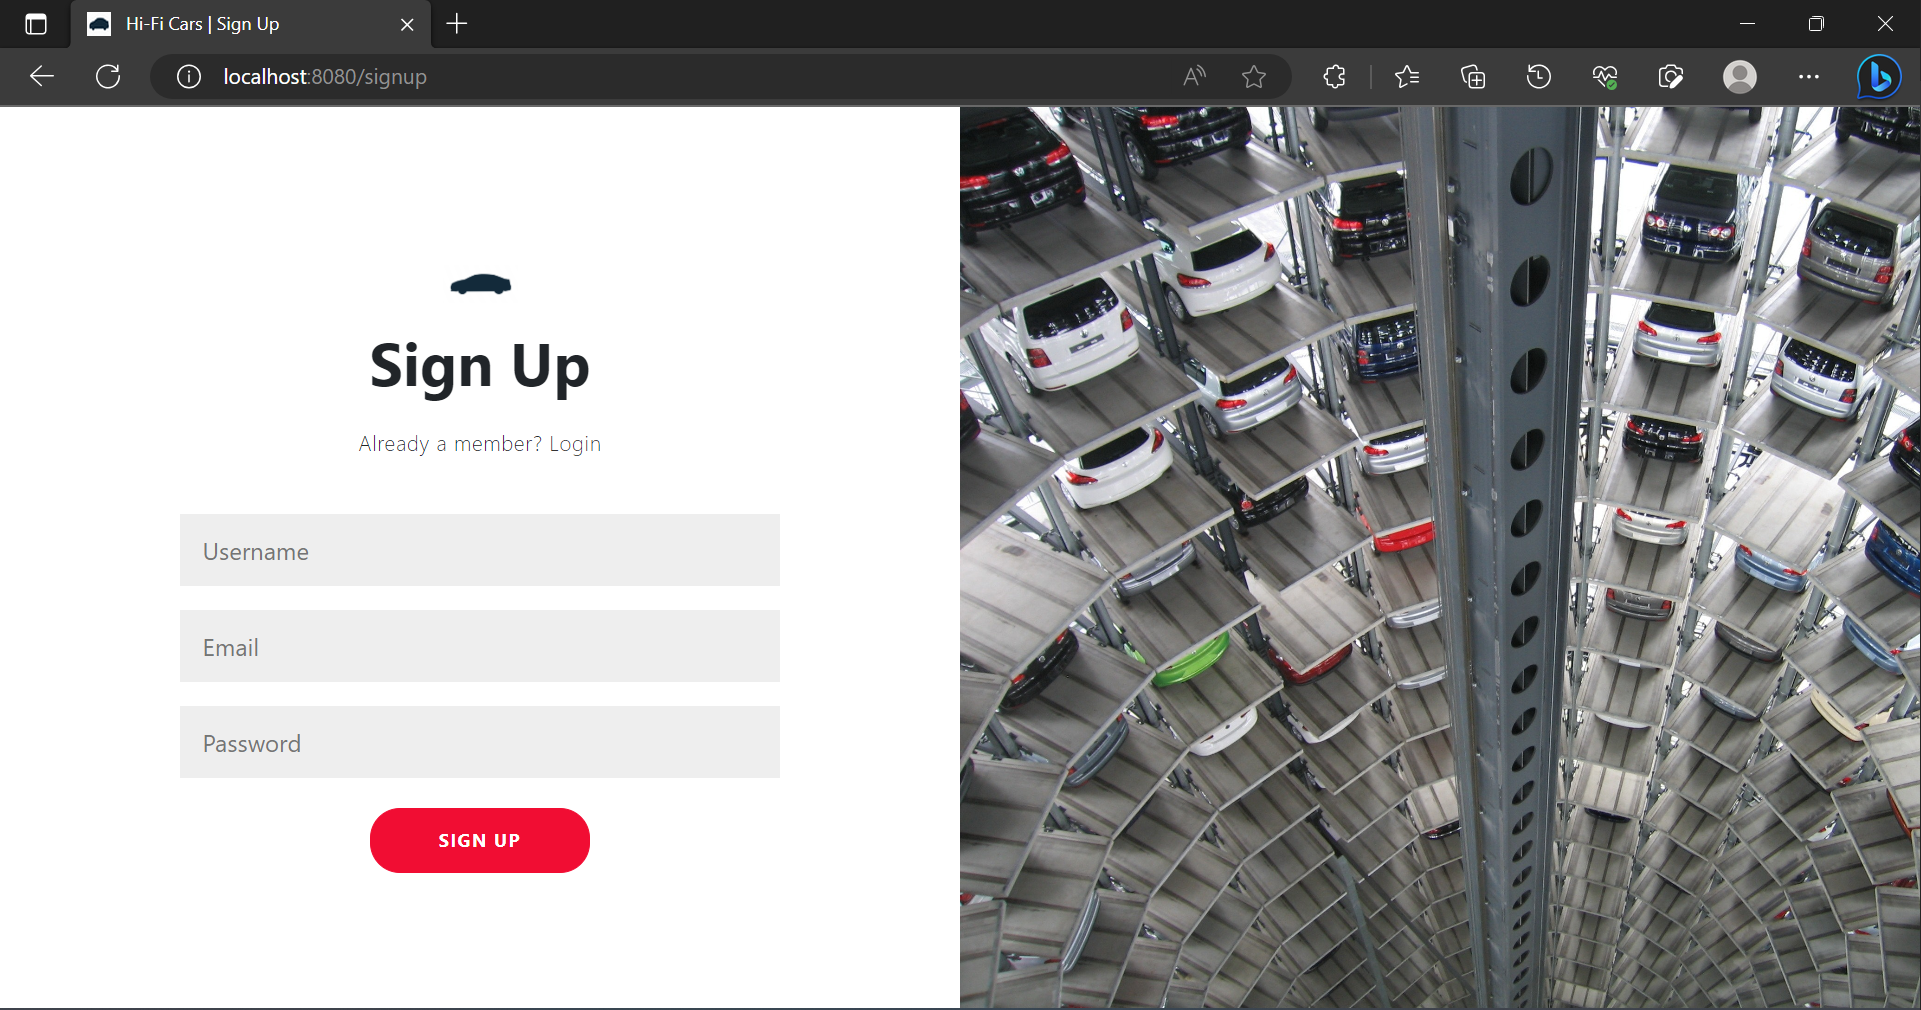 Hi-Fi Cars | Sign Up
localhost:8080/signup
Sign Up
Already a member? Login
Username
Email
Password
SIGN UP